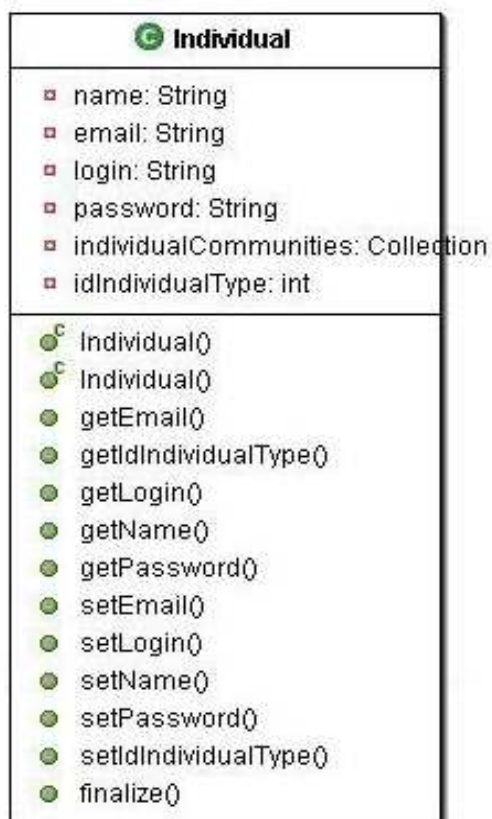 C Individual
name: String
email: String
login: String
password: String
individualCommunities: Collection
idIndividualType: int
C Individual()
C Individual()
getEmail()
getIdIndividualType()
getLogin()
getName()
getPassword()
setEmail()
setLogin()
setName()
setPassword()
setIdIndividualType()
finalize()